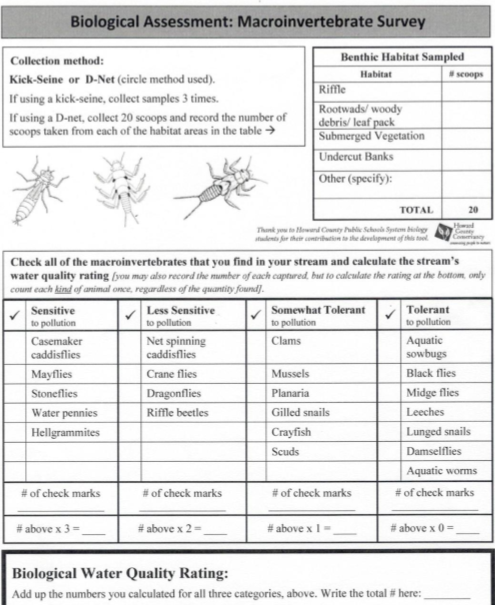 Biological Assessment: Macroinvertebrate Survey
Collection method:
Kick-Seine or D-Net (circle method used).
If using a kick-seine, collect samples 3 times.
If using a D-net, collect 20 scoops and record the number of
scoops taken from each of the habitat areas in the table →
Benthic Habitat Sampled
Habitat # scoops
Riffle
Rootwads/ woody
debris/ leaf pack
Submerged Vegetation
Undercut Banks
Other (specify):
TOTAL 20
Thank you to Howard County Public Schools System biology
students for their contribution to the development of this tool.
Howard
County
Conservancy
Check all of the macroinvertebrates that you find in your stream and calculate the stream's
water quality rating [you may also record the number of each captured, but to calculate the rating at the bottom, only
count each kind of animal once, regardless of the quantity found].
✓ Sensitive ✓ Less Sensitive ✓ Somewhat Tolerant ✓ Tolerant
to pollution to pollution to pollution to pollution
Casemaker Net spinning Clams Aquatic
caddisflies caddisflies sowbugs
Mayflies Crane flies Mussels Black flies
Stoneflies Dragonflies Planaria Midge flies
Water pennies Riffle beetles Gilled snails Leeches
Hellgrammites Crayfish Lunged snails
Scuds Damselflies
Aquatic worms
# of check marks # of check marks # of check marks # of check marks
# above x 3 = ____ # above x 2 = ____ # above x 1 = ____ # above x 0 = ____
Biological Water Quality Rating:
Add up the numbers you calculated for all three categories, above. Write the total # here: ________